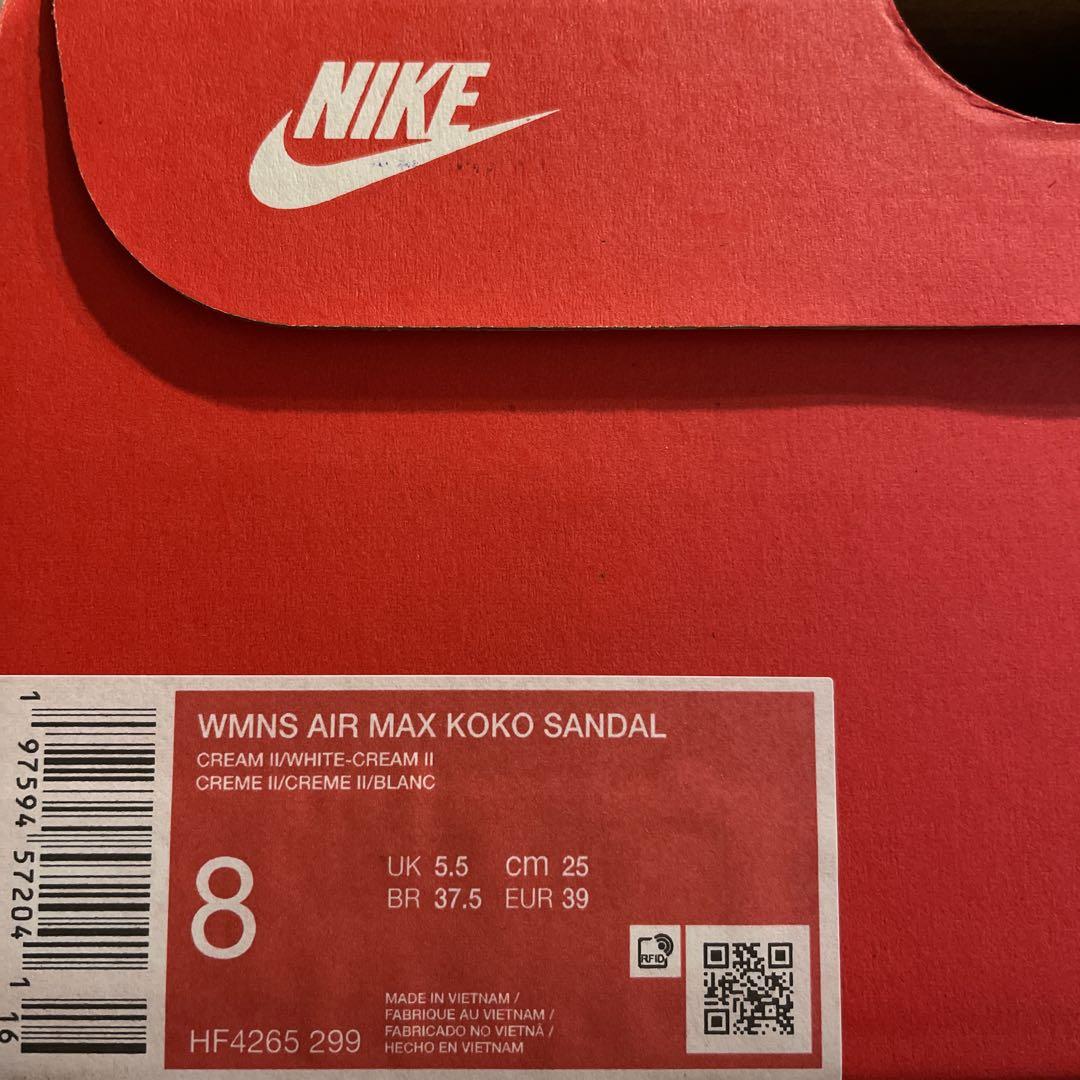 NIKE
WMNS AIR MAX KOKO SANDAL
CREAM II/WHITE-CREAM II
CREME II/CREME II/BLANC
8
UK 5.5 cm 25
BR 37.5 EUR 39
RFID
MADE IN VIETNAM /
FABRIQUE AU VIETNAM /
FABRICADO NO VIETNÃ /
HECHO EN VIETNAM
HF4265 299
1 97594 57204 1 16